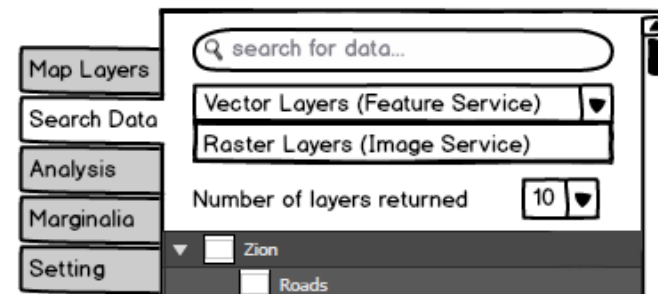 search for data...
Map Layers
Vector Layers (Feature Service)
Search Data
Raster Layers (Image Service)
Analysis
Number of layers returned 10
Marginalia
Zion
Setting
Roads